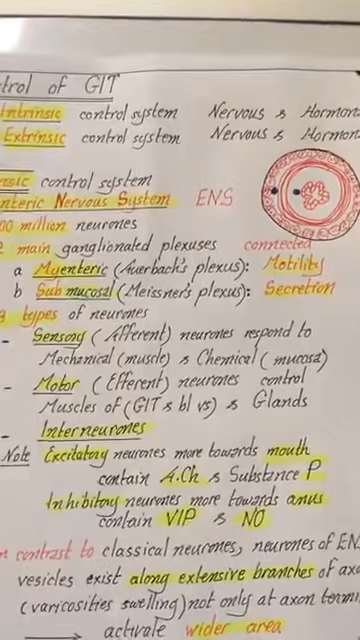 trol of GIT
Intrinsic control system Nervous & Hormon
Extrinsic control system Nervous & Hormon
nsic control system
nteric Nervous System ENS
00 million neurones
2 main ganglionated plexuses connected
a Myenteric (Auerbach's plexus): Motility
b Submucosal (Meissner's plexus): Secretion
3 types of neurones
- Sensory (Afferent) neurones respond to
Mechanical (muscle) & Chemical (mucosa)
- Motor (Efferent) neurones control
Muscles of (GIT & bl vs) & Glands
- Interneurones
Note Excitatory neurones more towards mouth
contain A.Ch & Substance P
Inhibitory neurones more towards anus
contain VIP & NO
n contrast to classical neurones, neurones of ENS
vesicles exist along extensive branches of axo
(varicosities swelling) not only at axon termi
→ activate wider area